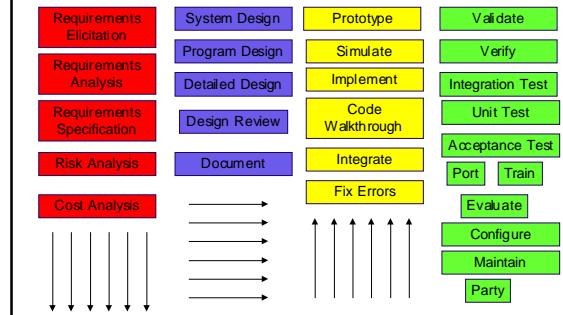 Requirements
Elicitation
Requirements
Analysis
Requirements
Specification
Risk Analysis
Cost Analysis
System Design
Program Design
Detailed Design
Design Review
Document
Prototype
Simulate
Implement
Code
Walkthrough
Integrate
Fix Errors
Validate
Verify
Integration Test
Unit Test
Acceptance Test
Port Train
Evaluate
Configure
Maintain
Party